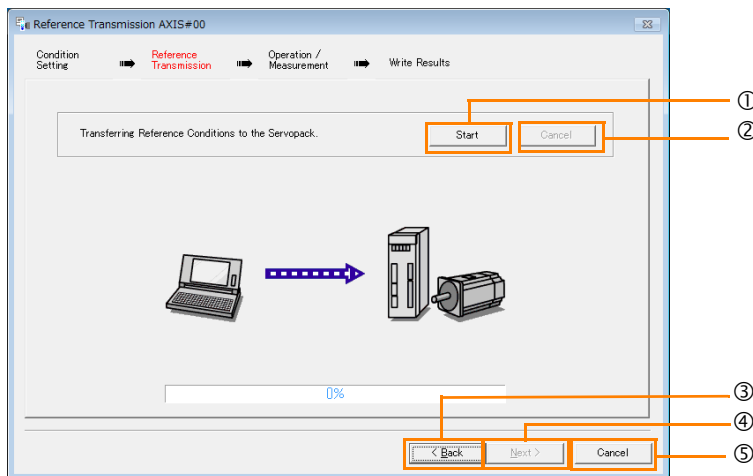 Reference Transmission AXIS#00
Condition Setting
Reference Transmission
Operation / Measurement
Write Results
Transferring Reference Conditions to the Servopack.
Start
Cancel
①
②
0%
③
④
⑤
< Back
Next >
Cancel